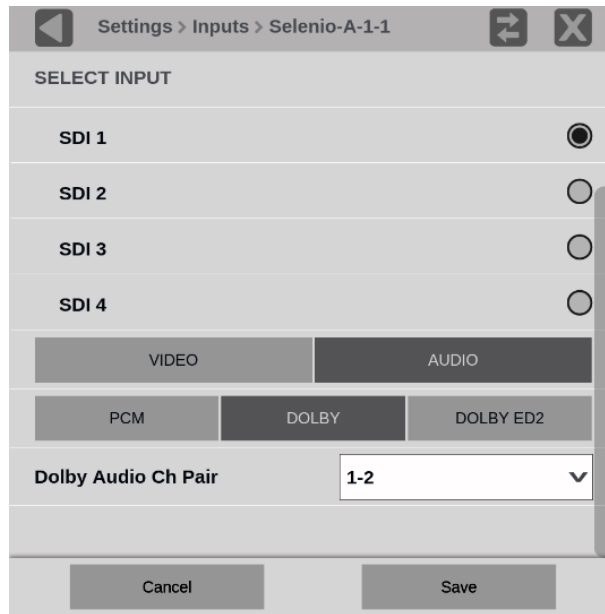 Settings > Inputs > Selenio-A-1-1
SELECT INPUT
SDI 1
SDI 2
SDI 3
SDI 4
VIDEO AUDIO
PCM DOLBY DOLBY ED2
Dolby Audio Ch Pair 1-2
Cancel Save